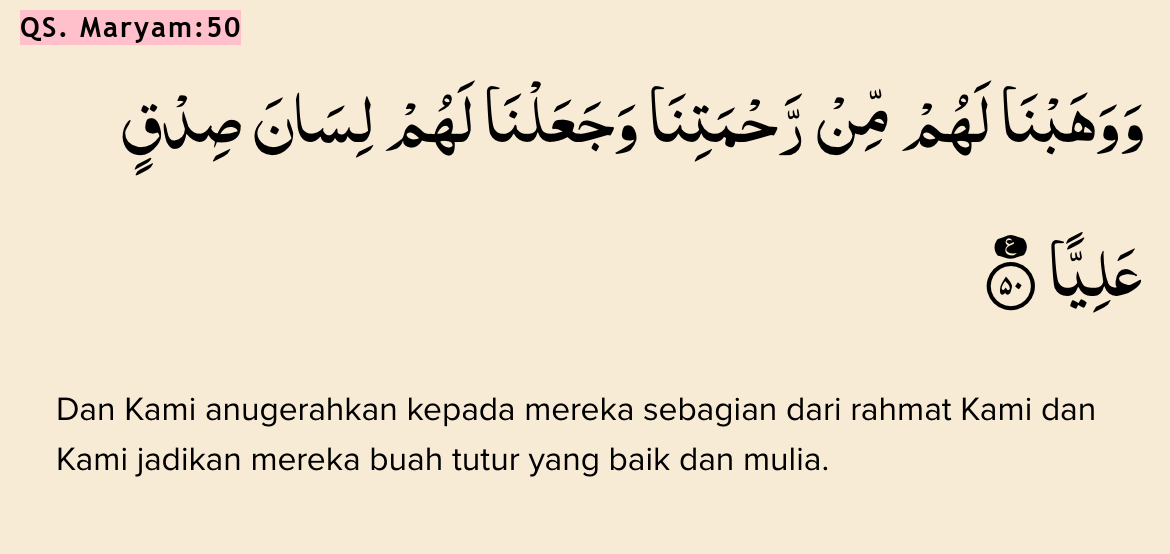 QS. Maryam:50
وَوَهَبْنَا لَهُمْ مِّنْ رَّحْمَتِنَا وَجَعَلْنَا لَهُمْ لِسَانَ صِدْقٍ
عَلِيًّا ۝٥٠ ع
Dan Kami anugerahkan kepada mereka sebagian dari rahmat Kami dan
Kami jadikan mereka buah tutur yang baik dan mulia.